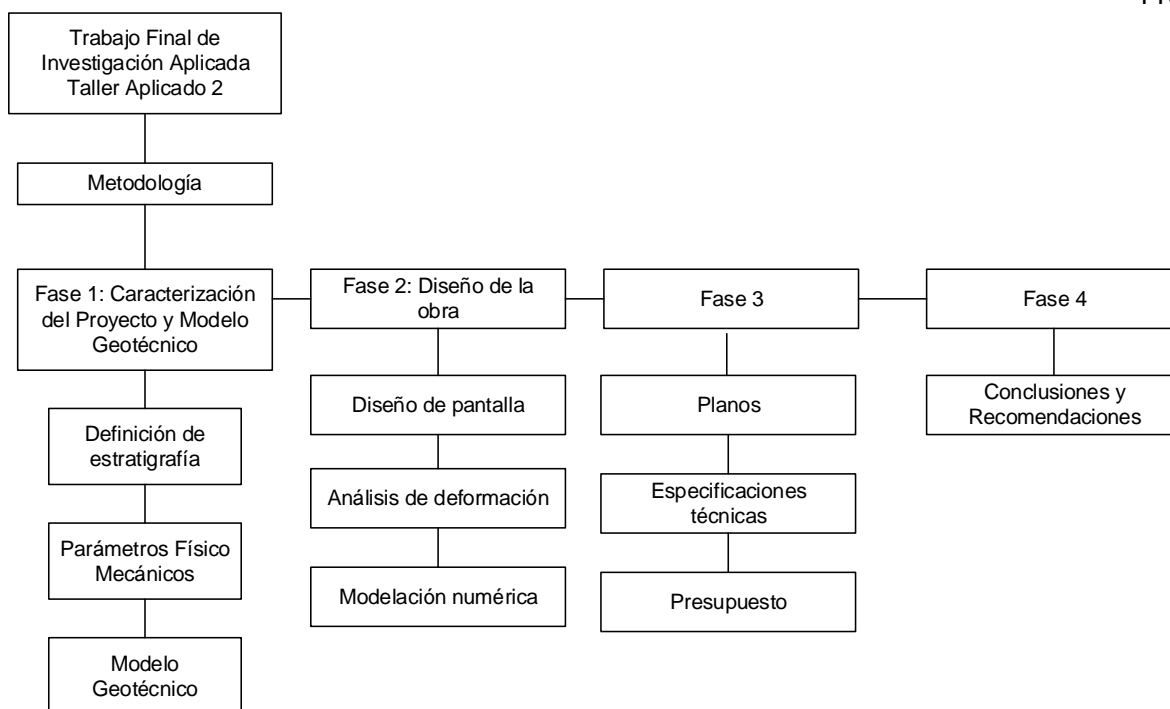 Trabajo Final de
Investigación Aplicada
Taller Aplicado 2
Metodología
Fase 1: Caracterización
del Proyecto y Modelo
Geotécnico
Definición de
estratigrafía
Parámetros Físico
Mecánicos
Modelo
Geotécnico
Fase 2: Diseño de la
obra
Diseño de pantalla
Análisis de deformación
Modelación numérica
Fase 3
Planos
Especificaciones
técnicas
Presupuesto
Fase 4
Conclusiones y
Recomendaciones